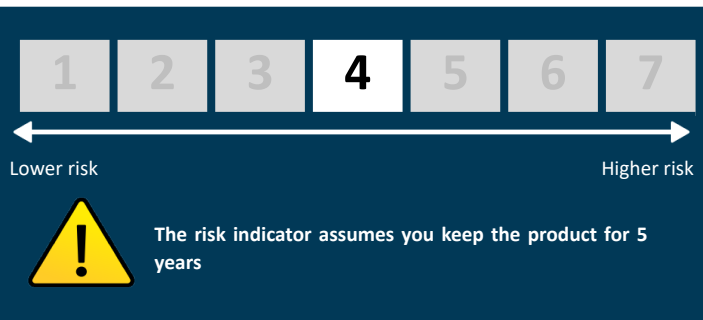 1 2 3 4 5 6 7
Lower risk Higher risk
The risk indicator assumes you keep the product for 5
years